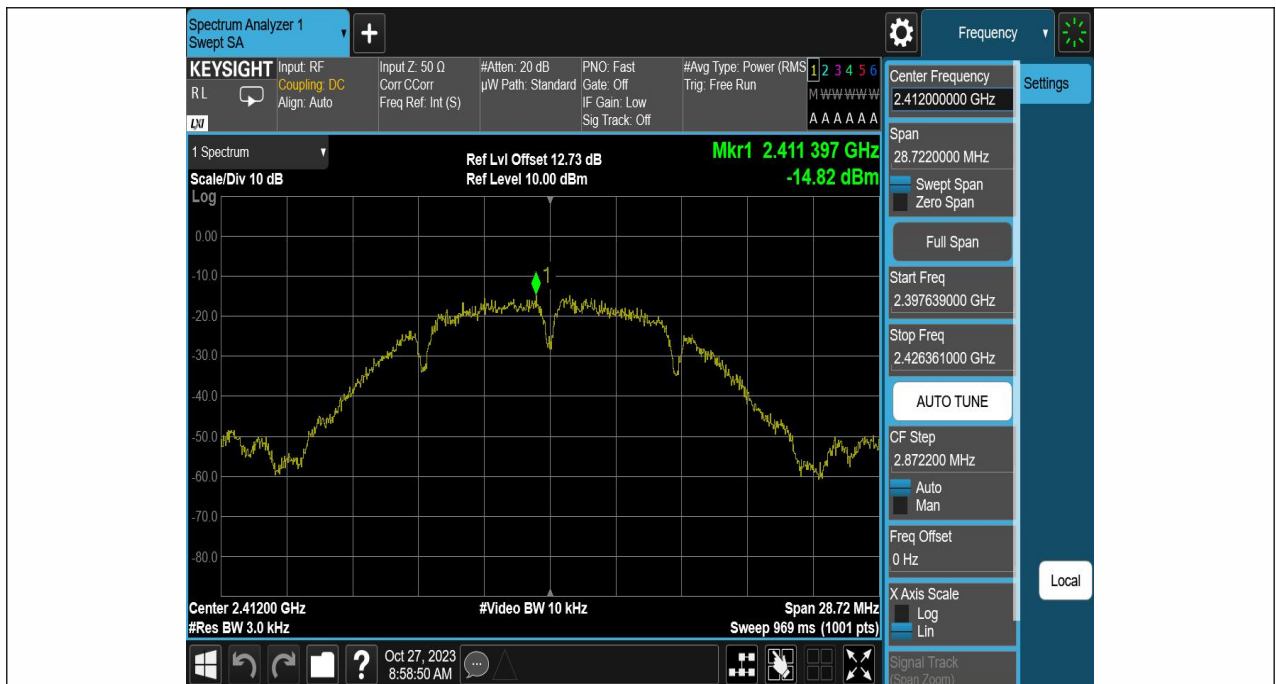 Spectrum Analyzer 1
Swept SA
+
Frequency
KEYSIGHT
R L
LXI
Input: RF
Coupling: DC
Align: Auto
Input Z: 50 Ω
Corr CCorr
Freq Ref: Int (S)
#Atten: 20 dB
µW Path: Standard
PNO: Fast
Gate: Off
IF Gain: Low
Sig Track: Off
#Avg Type: Power (RMS
Trig: Free Run
1 2 3 4 5 6
M W W W W W
A A A A A A
1 Spectrum
Scale/Div 10 dB
Ref Lvl Offset 12.73 dB
Ref Level 10.00 dBm
Mkr1 2.411 397 GHz
-14.82 dBm
Log
0.00
-10.0
-20.0
-30.0
-40.0
-50.0
-60.0
-70.0
-80.0
1
Center 2.41200 GHz
#Res BW 3.0 kHz
#Video BW 10 kHz
Span 28.72 MHz
Sweep 969 ms (1001 pts)
Center Frequency
2.412000000 GHz
Settings
Span
28.7220000 MHz
Swept Span
Zero Span
Full Span
Start Freq
2.397639000 GHz
Stop Freq
2.426361000 GHz
AUTO TUNE
CF Step
2.872200 MHz
Auto
Man
Freq Offset
0 Hz
X Axis Scale
Log
Lin
Signal Track
(Span Zoom)
Local
?
Oct 27, 2023
8:58:50 AM